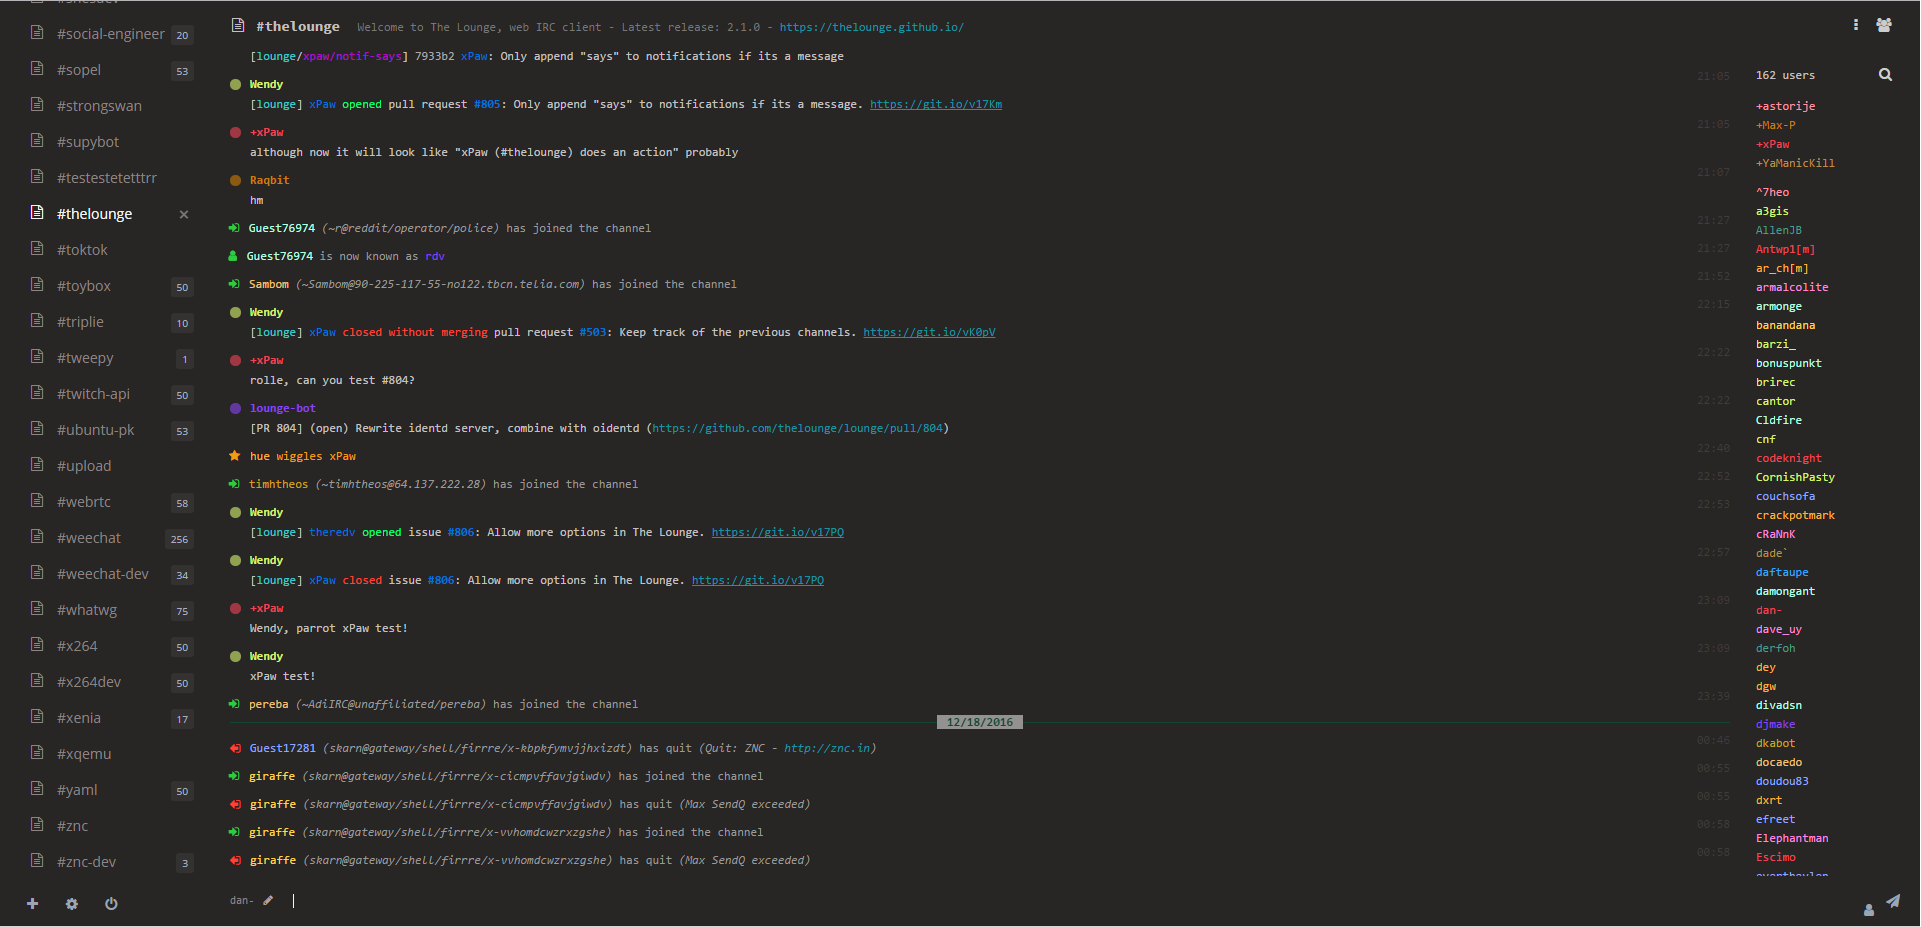 #social-engineer 20
#sopel 53
#strongswan
#supybot
#testestetetttrr
#thelounge ×
#toktok
#toybox 50
#triplie 10
#tweepy 1
#twitch-api 50
#ubuntu-pk 53
#upload
#webrtc 58
#weechat 256
#weechat-dev 34
#whatwg 75
#x264 50
#x264dev 50
#xenia 17
#xqemu
#yaml 50
#znc
#znc-dev 3
#thelounge Welcome to The Lounge, web IRC client - Latest release: 2.1.0 - https://thelounge.github.io/
[lounge/xpaw/notif-says] 7933b2 xPaw: Only append "says" to notifications if its a message
Wendy 21:05
[lounge] xPaw opened pull request #805: Only append "says" to notifications if its a message. https://git.io/v17Km
+xPaw 21:05
although now it will look like "xPaw (#thelounge) does an action" probably
Raqbit 21:07
hm
Guest76974 (~r@reddit/operator/police) has joined the channel 21:27
Guest76974 is now known as rdv 21:27
Sambom (~Sambom@90-225-117-55-no122.tbcn.telia.com) has joined the channel 21:52
Wendy 22:15
[lounge] xPaw closed without merging pull request #503: Keep track of the previous channels. https://git.io/vK0pV
+xPaw 22:22
rolle, can you test #804?
lounge-bot 22:22
[PR 804] (open) Rewrite identd server, combine with oidentd (https://github.com/thelounge/lounge/pull/804)
hue wiggles xPaw 22:40
timhtheos (~timhtheos@64.137.222.28) has joined the channel 22:52
Wendy 22:53
[lounge] theredv opened issue #806: Allow more options in The Lounge. https://git.io/v17PQ
Wendy 22:57
[lounge] xPaw closed issue #806: Allow more options in The Lounge. https://git.io/v17PQ
+xPaw 23:09
Wendy, parrot xPaw test!
Wendy 23:09
xPaw test!
pereba (~AdiIRC@unaffiliated/pereba) has joined the channel 23:39
12/18/2016
Guest17281 (skarn@gateway/shell/firrre/x-kbpkfymvjjhxizdt) has quit (Quit: ZNC - http://znc.in) 00:46
giraffe (skarn@gateway/shell/firrre/x-cicmpvffavjgiwdv) has joined the channel 00:55
giraffe (skarn@gateway/shell/firrre/x-cicmpvffavjgiwdv) has quit (Max SendQ exceeded) 00:55
giraffe (skarn@gateway/shell/firrre/x-vvhomdcwzrxzgshe) has joined the channel 00:58
giraffe (skarn@gateway/shell/firrre/x-vvhomdcwzrxzgshe) has quit (Max SendQ exceeded) 00:58
dan-
162 users
+astorije
+Max-P
+xPaw
+YaManicKill
^7heo
a3gis
AllenJB
Antwpl[m]
ar_ch[m]
armalcolite
armonge
banandana
barzi_
bonuspunkt
brirec
cantor
Cldfire
cnf
codeknight
CornishPasty
couchsofa
crackpotmark
cRaNnK
dade`
daftaupe
damongant
dan-
dave_uy
derfoh
dey
dgw
divadsn
djmake
dkabot
docaedo
doudou83
dxrt
efreet
Elephantman
Escimo